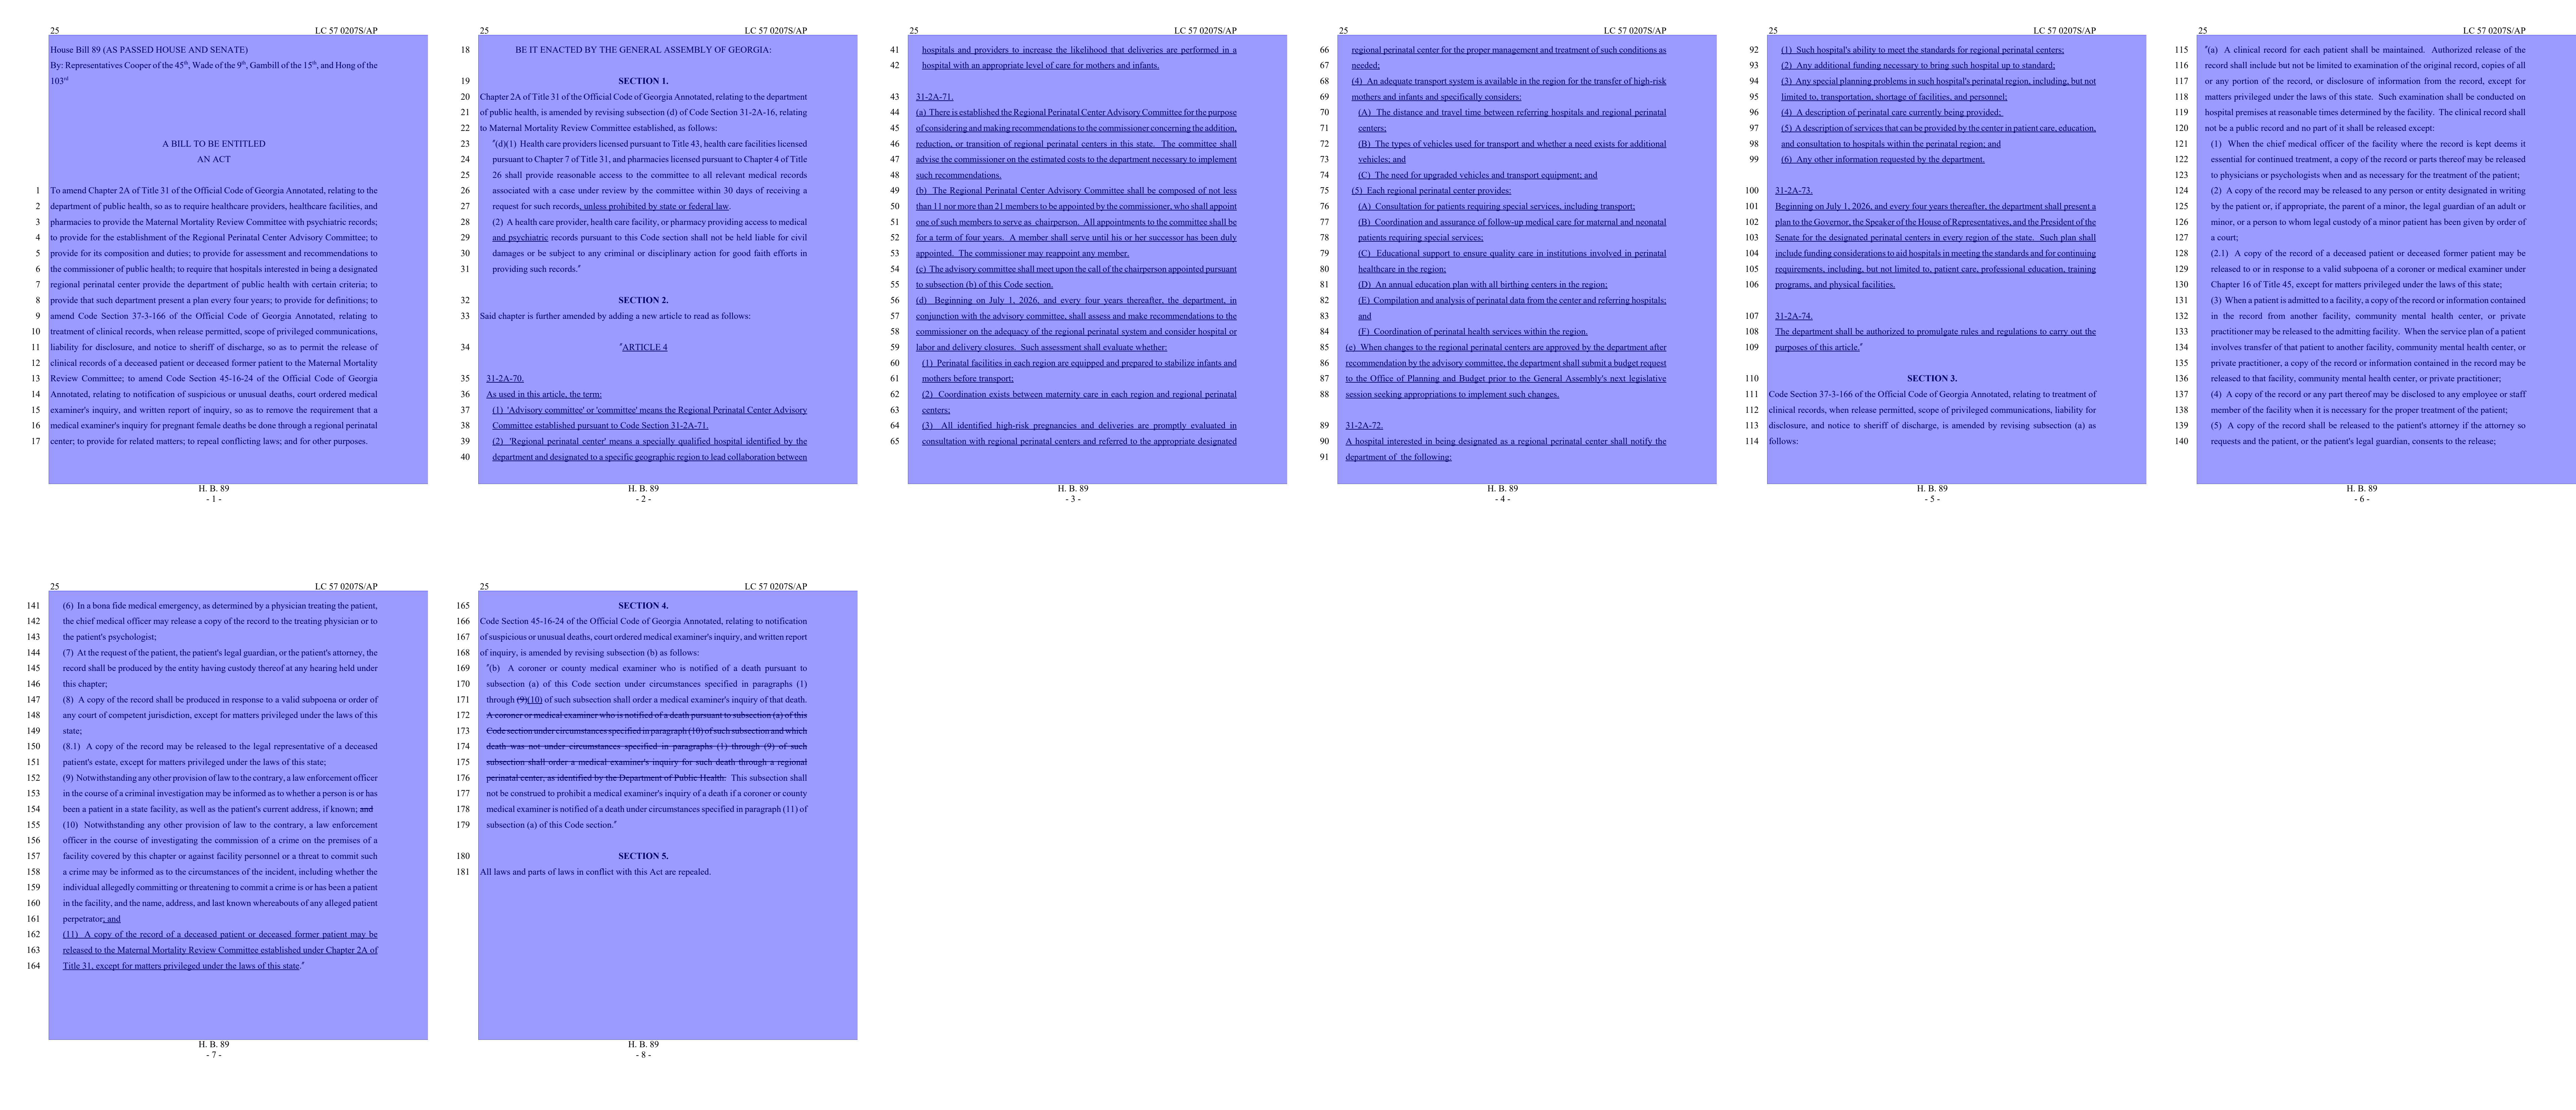 25 LC 57 0207S/AP
House Bill 89 (AS PASSED HOUSE AND SENATE)
By: Representatives Cooper of the 45th, Wade of the 9th, Gambill of the 15th, and Hong of the
103rd
A BILL TO BE ENTITLED
AN ACT
1 To amend Chapter 2A of Title 31 of the Official Code of Georgia Annotated, relating to the
2 department of public health, so as to require healthcare providers, healthcare facilities, and
3 pharmacies to provide the Maternal Mortality Review Committee with psychiatric records;
4 to provide for the establishment of the Regional Perinatal Center Advisory Committee; to
5 provide for its composition and duties; to provide for assessment and recommendations to
6 the commissioner of public health; to require that hospitals interested in being a designated
7 regional perinatal center provide the department of public health with certain criteria; to
8 provide that such department present a plan every four years; to provide for definitions; to
9 amend Code Section 37-3-166 of the Official Code of Georgia Annotated, relating to
10 treatment of clinical records, when release permitted, scope of privileged communications,
11 liability for disclosure, and notice to sheriff of discharge, so as to permit the release of
12 clinical records of a deceased patient or deceased former patient to the Maternal Mortality
13 Review Committee; to amend Code Section 45-16-24 of the Official Code of Georgia
14 Annotated, relating to notification of suspicious or unusual deaths, court ordered medical
15 examiner's inquiry, and written report of inquiry, so as to remove the requirement that a
16 medical examiner's inquiry for pregnant female deaths be done through a regional perinatal
17 center; to provide for related matters; to repeal conflicting laws; and for other purposes.
H. B. 89
- 1 -
25 LC 57 0207S/AP
18 BE IT ENACTED BY THE GENERAL ASSEMBLY OF GEORGIA:
19 SECTION 1.
20 Chapter 2A of Title 31 of the Official Code of Georgia Annotated, relating to the department
21 of public health, is amended by revising subsection (d) of Code Section 31-2A-16, relating
22 to Maternal Mortality Review Committee established, as follows:
23 "(d)(1) Health care providers licensed pursuant to Title 43, health care facilities licensed
24 pursuant to Chapter 7 of Title 31, and pharmacies licensed pursuant to Chapter 4 of Title
25 26 shall provide reasonable access to the committee to all relevant medical records
26 associated with a case under review by the committee within 30 days of receiving a
27 request for such records, unless prohibited by state or federal law.
28 (2) A health care provider, health care facility, or pharmacy providing access to medical
29 and psychiatric records pursuant to this Code section shall not be held liable for civil
30 damages or be subject to any criminal or disciplinary action for good faith efforts in
31 providing such records."
32 SECTION 2.
33 Said chapter is further amended by adding a new article to read as follows:
34 "ARTICLE 4
35 31-2A-70.
36 As used in this article, the term:
37 (1) 'Advisory committee' or 'committee' means the Regional Perinatal Center Advisory
38 Committee established pursuant to Code Section 31-2A-71.
39 (2) 'Regional perinatal center' means a specially qualified hospital identified by the
40 department and designated to a specific geographic region to lead collaboration between
H. B. 89
- 2 -
25 LC 57 0207S/AP
41 hospitals and providers to increase the likelihood that deliveries are performed in a
42 hospital with an appropriate level of care for mothers and infants.
43 31-2A-71.
44 (a) There is established the Regional Perinatal Center Advisory Committee for the purpose
45 of considering and making recommendations to the commissioner concerning the addition,
46 reduction, or transition of regional perinatal centers in this state. The committee shall
47 advise the commissioner on the estimated costs to the department necessary to implement
48 such recommendations.
49 (b) The Regional Perinatal Center Advisory Committee shall be composed of not less
50 than 11 nor more than 21 members to be appointed by the commissioner, who shall appoint
51 one of such members to serve as chairperson. All appointments to the committee shall be
52 for a term of four years. A member shall serve until his or her successor has been duly
53 appointed. The commissioner may reappoint any member.
54 (c) The advisory committee shall meet upon the call of the chairperson appointed pursuant
55 to subsection (b) of this Code section.
56 (d) Beginning on July 1, 2026, and every four years thereafter, the department, in
57 conjunction with the advisory committee, shall assess and make recommendations to the
58 commissioner on the adequacy of the regional perinatal system and consider hospital or
59 labor and delivery closures. Such assessment shall evaluate whether:
60 (1) Perinatal facilities in each region are equipped and prepared to stabilize infants and
61 mothers before transport;
62 (2) Coordination exists between maternity care in each region and regional perinatal
63 centers;
64 (3) All identified high-risk pregnancies and deliveries are promptly evaluated in
65 consultation with regional perinatal centers and referred to the appropriate designated
H. B. 89
- 3 -
25 LC 57 0207S/AP
66 regional perinatal center for the proper management and treatment of such conditions as
67 needed;
68 (4) An adequate transport system is available in the region for the transfer of high-risk
69 mothers and infants and specifically considers:
70 (A) The distance and travel time between referring hospitals and regional perinatal
71 centers;
72 (B) The types of vehicles used for transport and whether a need exists for additional
73 vehicles; and
74 (C) The need for upgraded vehicles and transport equipment; and
75 (5) Each regional perinatal center provides:
76 (A) Consultation for patients requiring special services, including transport;
77 (B) Coordination and assurance of follow-up medical care for maternal and neonatal
78 patients requiring special services;
79 (C) Educational support to ensure quality care in institutions involved in perinatal
80 healthcare in the region;
81 (D) An annual education plan with all birthing centers in the region;
82 (E) Compilation and analysis of perinatal data from the center and referring hospitals;
83 and
84 (F) Coordination of perinatal health services within the region.
85 (e) When changes to the regional perinatal centers are approved by the department after
86 recommendation by the advisory committee, the department shall submit a budget request
87 to the Office of Planning and Budget prior to the General Assembly's next legislative
88 session seeking appropriations to implement such changes.
89 31-2A-72.
90 A hospital interested in being designated as a regional perinatal center shall notify the
91 department of the following:
H. B. 89
- 4 -
25 LC 57 0207S/AP
92 (1) Such hospital's ability to meet the standards for regional perinatal centers;
93 (2) Any additional funding necessary to bring such hospital up to standard;
94 (3) Any special planning problems in such hospital's perinatal region, including, but not
95 limited to, transportation, shortage of facilities, and personnel;
96 (4) A description of perinatal care currently being provided;
97 (5) A description of services that can be provided by the center in patient care, education,
98 and consultation to hospitals within the perinatal region; and
99 (6) Any other information requested by the department.
100 31-2A-73.
101 Beginning on July 1, 2026, and every four years thereafter, the department shall present a
102 plan to the Governor, the Speaker of the House of Representatives, and the President of the
103 Senate for the designated perinatal centers in every region of the state. Such plan shall
104 include funding considerations to aid hospitals in meeting the standards and for continuing
105 requirements, including, but not limited to, patient care, professional education, training
106 programs, and physical facilities.
107 31-2A-74.
108 The department shall be authorized to promulgate rules and regulations to carry out the
109 purposes of this article."
110 SECTION 3.
111 Code Section 37-3-166 of the Official Code of Georgia Annotated, relating to treatment of
112 clinical records, when release permitted, scope of privileged communications, liability for
113 disclosure, and notice to sheriff of discharge, is amended by revising subsection (a) as
114 follows:
H. B. 89
- 5 -
25 LC 57 0207S/AP
115 "(a) A clinical record for each patient shall be maintained. Authorized release of the
116 record shall include but not be limited to examination of the original record, copies of all
117 or any portion of the record, or disclosure of information from the record, except for
118 matters privileged under the laws of this state. Such examination shall be conducted on
119 hospital premises at reasonable times determined by the facility. The clinical record shall
120 not be a public record and no part of it shall be released except:
121 (1) When the chief medical officer of the facility where the record is kept deems it
122 essential for continued treatment, a copy of the record or parts thereof may be released
123 to physicians or psychologists when and as necessary for the treatment of the patient;
124 (2) A copy of the record may be released to any person or entity designated in writing
125 by the patient or, if appropriate, the parent of a minor, the legal guardian of an adult or
126 minor, or a person to whom legal custody of a minor patient has been given by order of
127 a court;
128 (2.1) A copy of the record of a deceased patient or deceased former patient may be
129 released to or in response to a valid subpoena of a coroner or medical examiner under
130 Chapter 16 of Title 45, except for matters privileged under the laws of this state;
131 (3) When a patient is admitted to a facility, a copy of the record or information contained
132 in the record from another facility, community mental health center, or private
133 practitioner may be released to the admitting facility. When the service plan of a patient
134 involves transfer of that patient to another facility, community mental health center, or
135 private practitioner, a copy of the record or information contained in the record may be
136 released to that facility, community mental health center, or private practitioner;
137 (4) A copy of the record or any part thereof may be disclosed to any employee or staff
138 member of the facility when it is necessary for the proper treatment of the patient;
139 (5) A copy of the record shall be released to the patient's attorney if the attorney so
140 requests and the patient, or the patient's legal guardian, consents to the release;
H. B. 89
- 6 -
25 LC 57 0207S/AP
141 (6) In a bona fide medical emergency, as determined by a physician treating the patient,
142 the chief medical officer may release a copy of the record to the treating physician or to
143 the patient's psychologist;
144 (7) At the request of the patient, the patient's legal guardian, or the patient's attorney, the
145 record shall be produced by the entity having custody thereof at any hearing held under
146 this chapter;
147 (8) A copy of the record shall be produced in response to a valid subpoena or order of
148 any court of competent jurisdiction, except for matters privileged under the laws of this
149 state;
150 (8.1) A copy of the record may be released to the legal representative of a deceased
151 patient's estate, except for matters privileged under the laws of this state;
152 (9) Notwithstanding any other provision of law to the contrary, a law enforcement officer
153 in the course of a criminal investigation may be informed as to whether a person is or has
154 been a patient in a state facility, as well as the patient's current address, if known; and
155 (10) Notwithstanding any other provision of law to the contrary, a law enforcement
156 officer in the course of investigating the commission of a crime on the premises of a
157 facility covered by this chapter or against facility personnel or a threat to commit such
158 a crime may be informed as to the circumstances of the incident, including whether the
159 individual allegedly committing or threatening to commit a crime is or has been a patient
160 in the facility, and the name, address, and last known whereabouts of any alleged patient
161 perpetrator; and
162 (11) A copy of the record of a deceased patient or deceased former patient may be
163 released to the Maternal Mortality Review Committee established under Chapter 2A of
164 Title 31, except for matters privileged under the laws of this state."
H. B. 89
- 7 -
25 LC 57 0207S/AP
165 SECTION 4.
166 Code Section 45-16-24 of the Official Code of Georgia Annotated, relating to notification
167 of suspicious or unusual deaths, court ordered medical examiner's inquiry, and written report
168 of inquiry, is amended by revising subsection (b) as follows:
169 "(b) A coroner or county medical examiner who is notified of a death pursuant to
170 subsection (a) of this Code section under circumstances specified in paragraphs (1)
171 through (9)(10) of such subsection shall order a medical examiner's inquiry of that death.
172 A coroner or medical examiner who is notified of a death pursuant to subsection (a) of this
173 Code section under circumstances specified in paragraph (10) of such subsection and which
174 death was not under circumstances specified in paragraphs (1) through (9) of such
175 subsection shall order a medical examiner's inquiry for such death through a regional
176 perinatal center, as identified by the Department of Public Health. This subsection shall
177 not be construed to prohibit a medical examiner's inquiry of a death if a coroner or county
178 medical examiner is notified of a death under circumstances specified in paragraph (11) of
179 subsection (a) of this Code section."
180 SECTION 5.
181 All laws and parts of laws in conflict with this Act are repealed.
H. B. 89
- 8 -